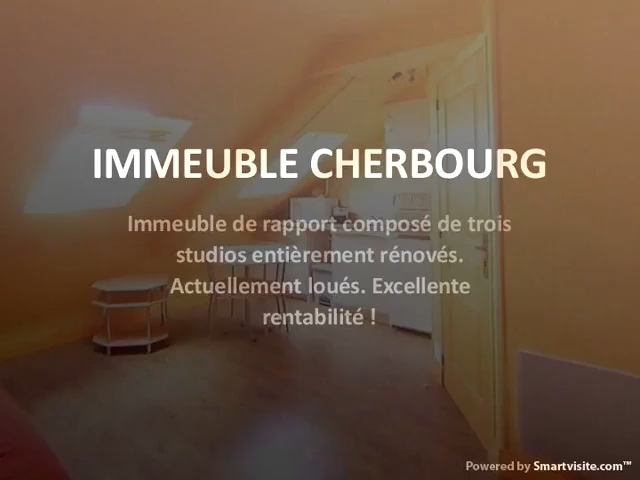 IMMEUBLE CHERBOURG
Immeuble de rapport composé de trois
studios entièrement rénovés.
Actuellement loués. Excellente
rentabilité !
Powered by Smartvisite.com™